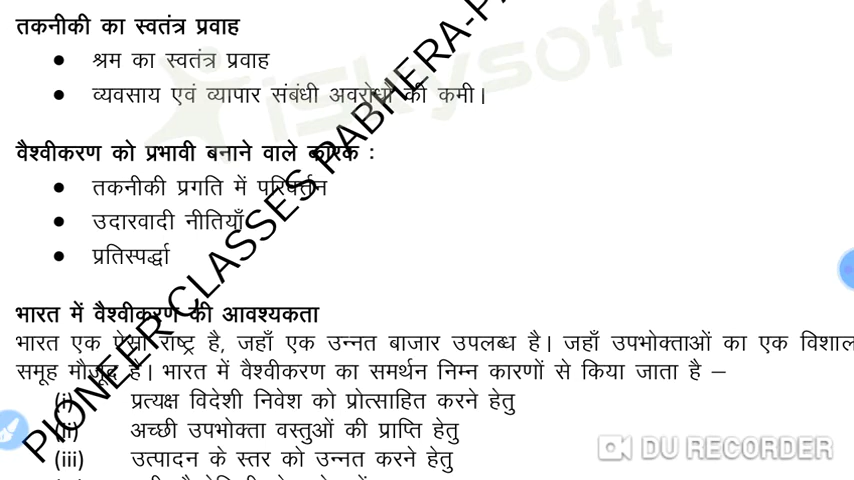 तकनीकी का स्वतंत्र प्रवाह
• श्रम का स्वतंत्र प्रवाह
• व्यवसाय एवं व्यापार संबंधी अवरोधों की कमी।
वैश्वीकरण को प्रभावी बनाने वाले कारक :
• तकनीकी प्रगति में परिवर्तन
• उदारवादी नीतियाँ
• प्रतिस्पर्द्धा
भारत में वैश्वीकरण की आवश्यकता
भारत एक ऐसा राष्ट्र है, जहाँ एक उन्नत बाजार उपलब्ध है। जहाँ उपभोक्ताओं का एक विशाल
समूह मौजूद है। भारत में वैश्वीकरण का समर्थन निम्न कारणों से किया जाता है –
(i) प्रत्यक्ष विदेशी निवेश को प्रोत्साहित करने हेतु
(ii) अच्छी उपभोक्ता वस्तुओं की प्राप्ति हेतु
(iii) उत्पादन के स्तर को उन्नत करने हेतु
PIONEER CLASSES PABHERA-P
iskysoft
DU RECORDER